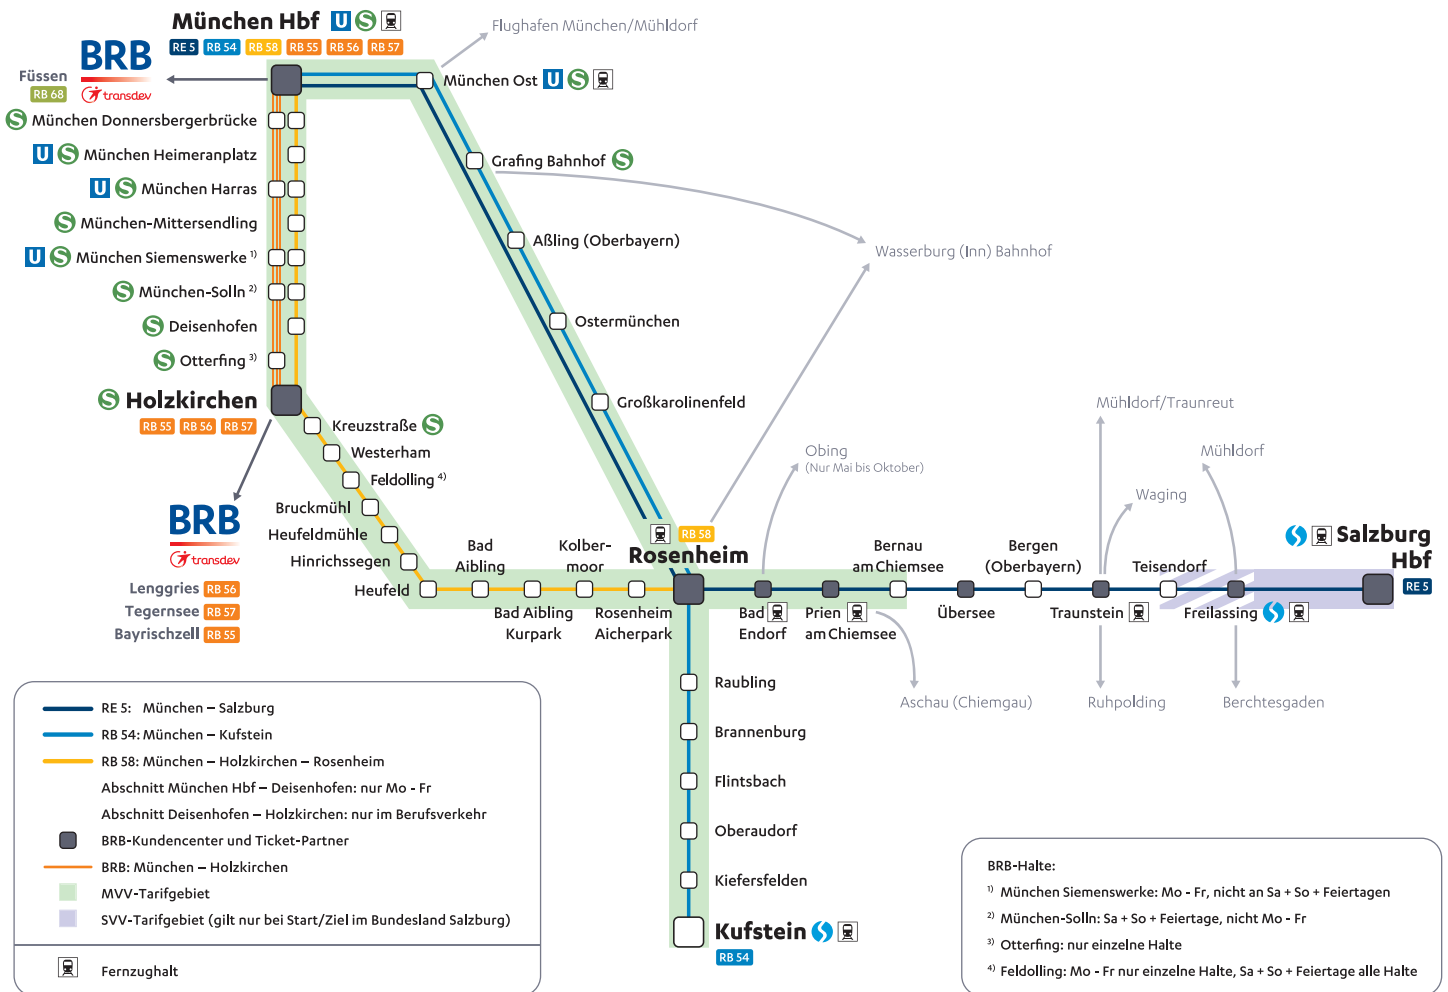 München Hbf U S
RE 5 RB 54 RB 58 RB 55 RB 56 RB 57
Flughafen München/Mühldorf
BRB
transdev
Füssen
RB 68
München Ost U S
S München Donnersbergerbrücke
U S München Heimeranplatz
U S München Harras
S München-Mittersendling
U S München Siemenswerke 1)
S München-Solln 2)
S Deisenhofen
S Otterfing 3)
S Holzkirchen
RB 55 RB 56 RB 57
Grafing Bahnhof S
Aßling (Oberbayern)
Ostermünchen
Großkarolinenfeld
Wasserburg (Inn) Bahnhof
Kreuzstraße S
Westerham
Feldolling 4)
Bruckmühl
Heufeldmühle
Hinrichssegen
Heufeld
BRB
transdev
Lenggries RB 56
Tegernsee RB 57
Bayrischzell RB 55
Bad
Aibling
Bad Aibling
Kurpark
Kolber-
moor
Rosenheim
Aicherpark
RB 58
Rosenheim
Obing
(Nur Mai bis Oktober)
Bad
Endorf
Prien
am Chiemsee
Bernau
am Chiemsee
Übersee
Bergen
(Oberbayern)
Mühldorf/Traunreut
Waging
Traunstein
Teisendorf
Mühldorf
Freilassing S
S Salzburg
Hbf
RE 5
Aschau (Chiemgau)
Ruhpolding
Berchtesgaden
Raubling
Brannenburg
Flintsbach
Oberaudorf
Kiefersfelden
Kufstein S
RB 54
RE 5: München – Salzburg
RB 54: München – Kufstein
RB 58: München – Holzkirchen – Rosenheim
Abschnitt München Hbf – Deisenhofen: nur Mo - Fr
Abschnitt Deisenhofen – Holzkirchen: nur im Berufsverkehr
BRB-Kundencenter und Ticket-Partner
BRB: München – Holzkirchen
MVV-Tarifgebiet
SVV-Tarifgebiet (gilt nur bei Start/Ziel im Bundesland Salzburg)
Fernzughalt
BRB-Halte:
1) München Siemenswerke: Mo - Fr, nicht an Sa + So + Feiertagen
2) München-Solln: Sa + So + Feiertage, nicht Mo - Fr
3) Otterfing: nur einzelne Halte
4) Feldolling: Mo - Fr nur einzelne Halte, Sa + So + Feiertage alle Halte